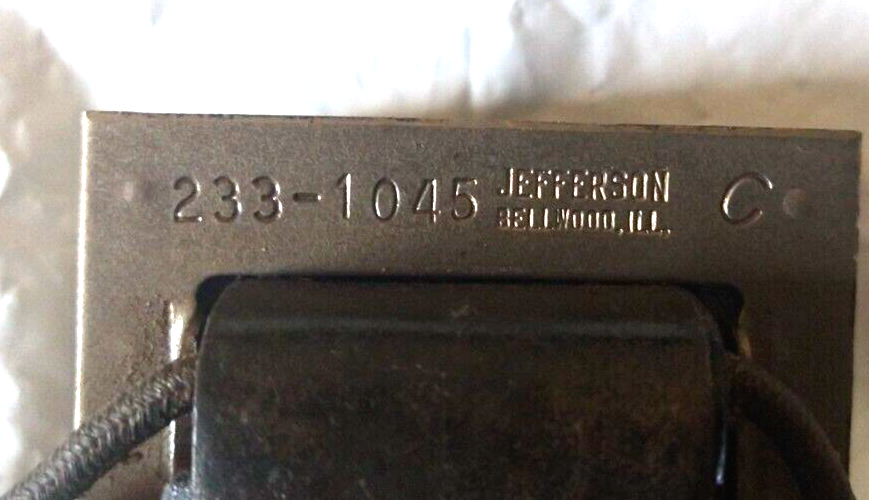 233-1045 JEFFERSON C
BELLWOOD, ILL.